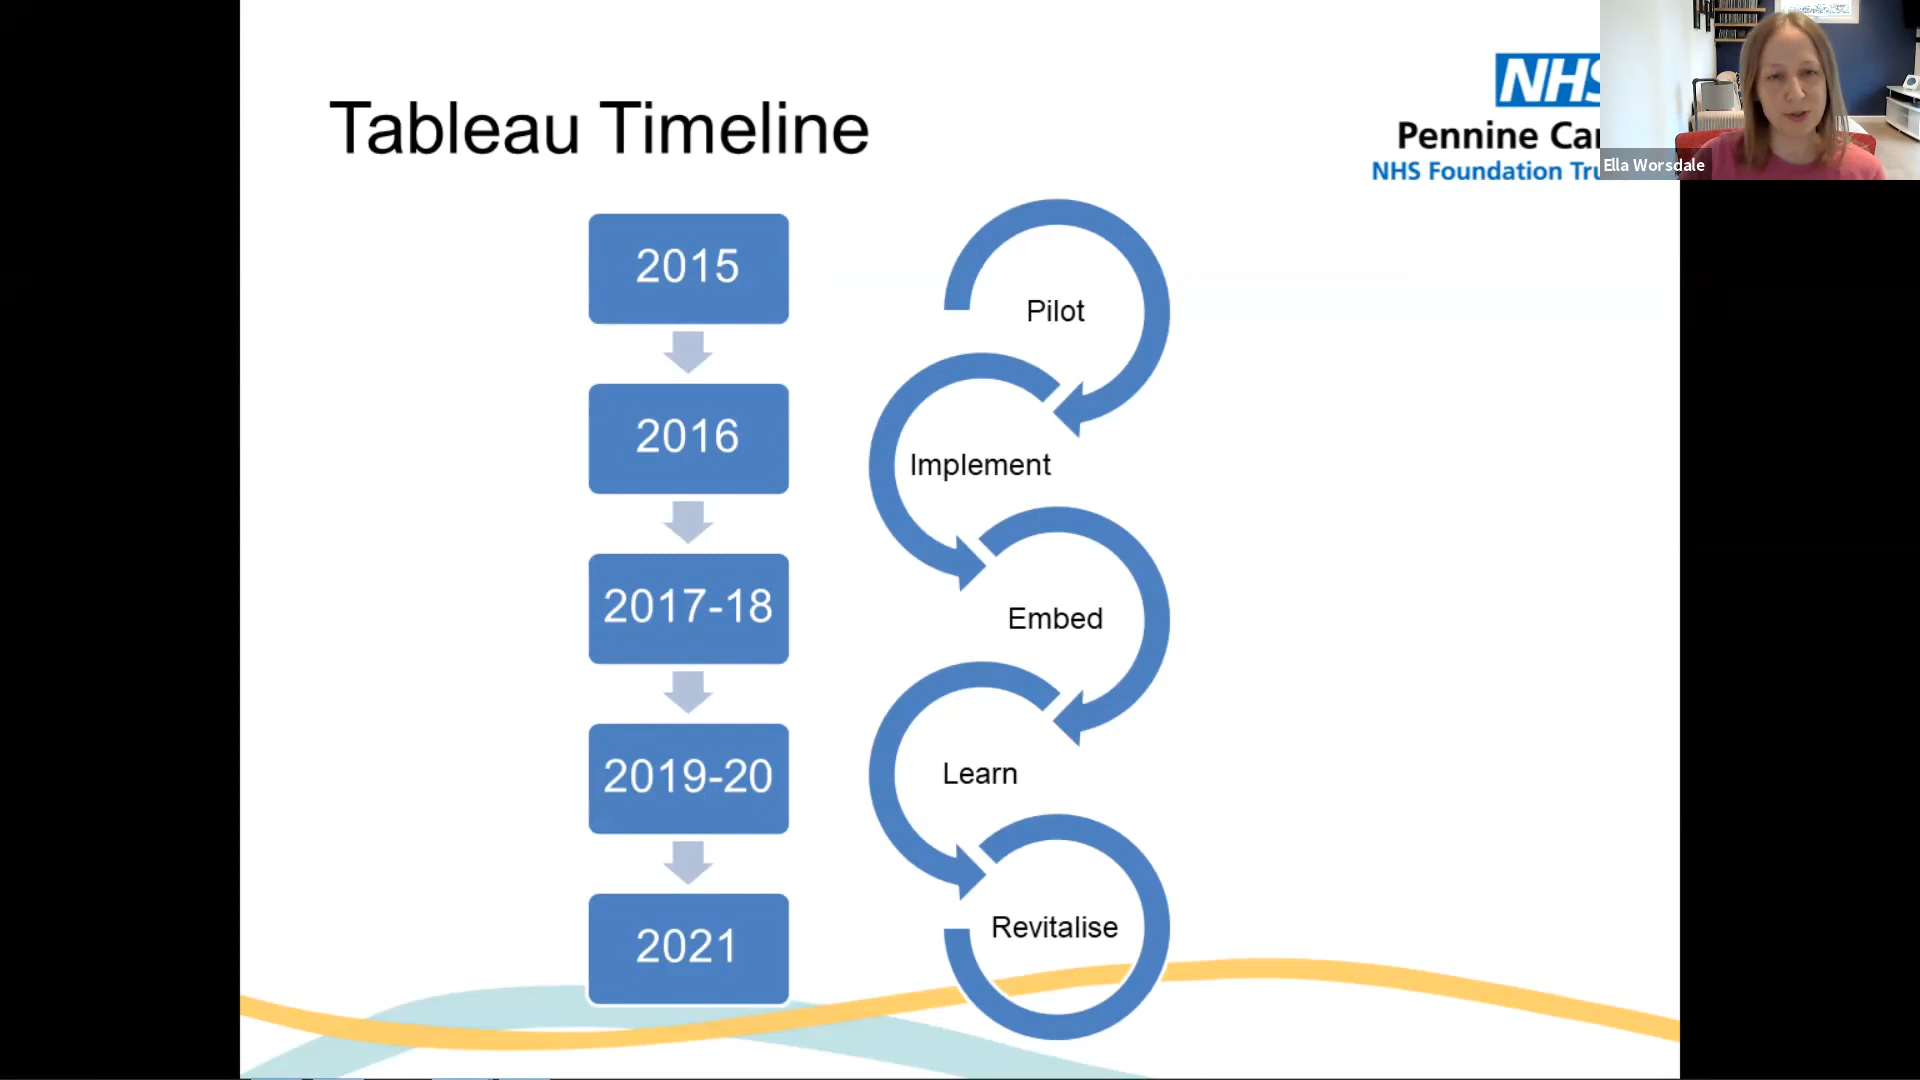 Tableau Timeline
NHS
Pennine Ca
NHS Foundation Tru
Ella Worsdale
2015
Pilot
2016
Implement
2017-18
Embed
2019-20
Learn
2021
Revitalise